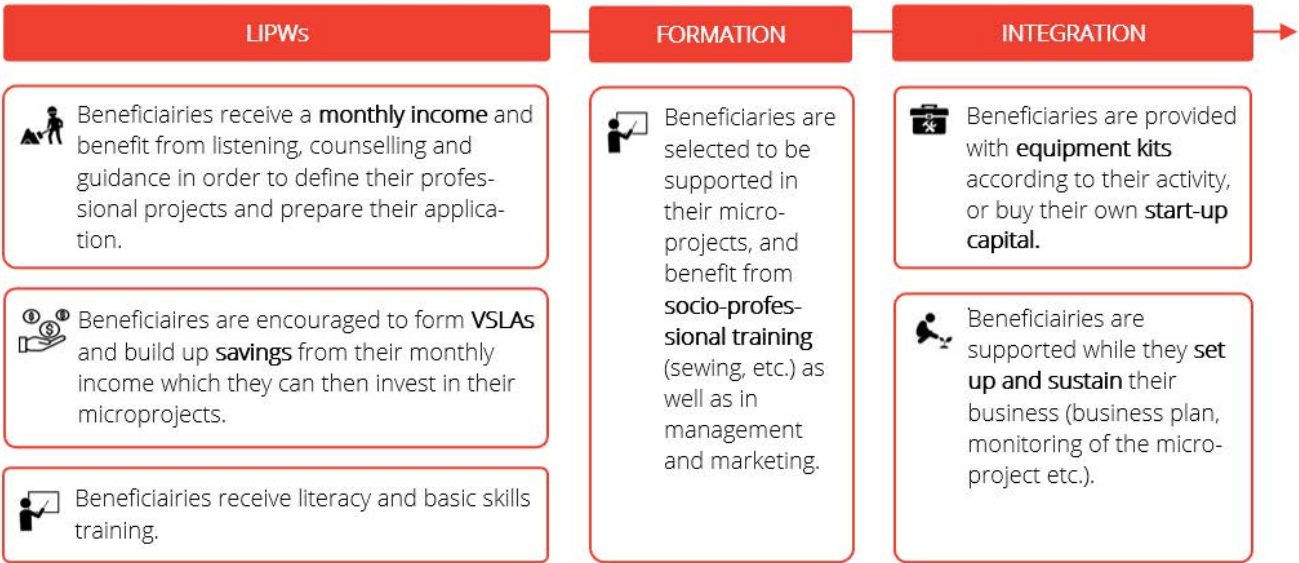 LIPWs
FORMATION
INTEGRATION
Beneficiairies receive a monthly income and
benefit from listening, counselling and
guidance in order to define their profes-
sional projects and prepare their applica-
tion.
Beneficiaires are encouraged to form VSLAs
and build up savings from their monthly
income which they can then invest in their
microprojects.
Beneficiairies receive literacy and basic skills
training.
Beneficiaries are
selected to be
supported in
their micro-
projects, and
benefit from
socio-profes-
sional training
(sewing, etc.) as
well as in
management
and marketing.
Beneficiaries are provided
with equipment kits
according to their activity,
or buy their own start-up
capital.
Beneficiairies are
supported while they set
up and sustain their
business (business plan,
monitoring of the micro-
project etc.).